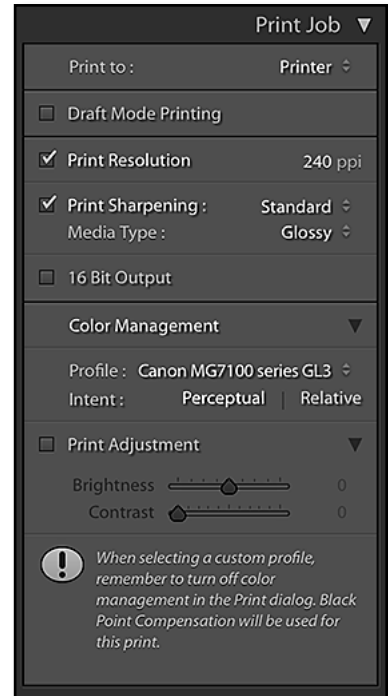 Print Job
Print to : Printer
Draft Mode Printing
Print Resolution 240 ppi
Print Sharpening : Standard
Media Type : Glossy
16 Bit Output
Color Management
Profile : Canon MG7100 series GL3
Intent : Perceptual | Relative
Print Adjustment
Brightness 0
Contrast 0
When selecting a custom profile,
remember to turn off color
management in the Print dialog. Black
Point Compensation will be used for
this print.